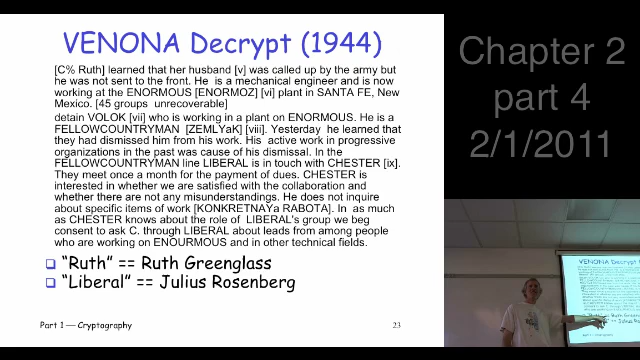 VENONA Decrypt (1944)
[C% Ruth] learned that her husband [v] was called up by the army but
he was not sent to the front. He is a mechanical engineer and is now
working at the ENORMOUS [ENORMOZ] [vi] plant in SANTA FE, New
Mexico. [45 groups unrecoverable]
detain VOLOK [vii] who is working in a plant on ENORMOUS. He is a
FELLOWCOUNTRYMAN [ZEMLYaK] [viii]. Yesterday he learned that
they had dismissed him from his work. His active work in progressive
organizations in the past was cause of his dismissal. In the
FELLOWCOUNTRYMAN line LIBERAL is in touch with CHESTER [ix].
They meet once a month for the payment of dues. CHESTER is
interested in whether we are satisfied with the collaboration and
whether there are not any misunderstandings. He does not inquire
about specific items of work [KONKRETNAYa RABOTA]. In as much
as CHESTER knows about the role of LIBERAL's group we beg
consent to ask C. through LIBERAL about leads from among people
who are working on ENOURMOUS and in other technical fields.
"Ruth" == Ruth Greenglass
"Liberal" == Julius Rosenberg
Part 1 — Cryptography
23
Chapter 2
part 4
2/1/2011
VENONA Decrypt